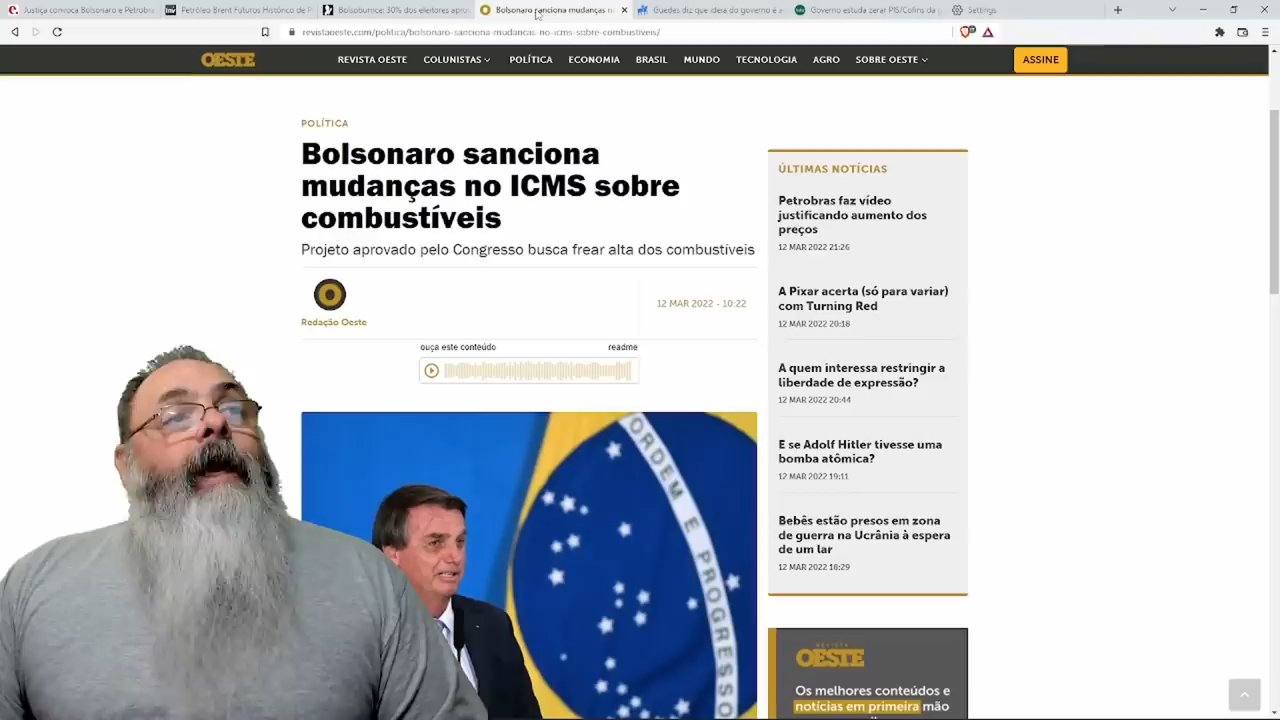 Justiça aciona governo, Bolsonaro e Petrobra
Petróleo Brent Futuros Histórico de P
Bolsoburnice: 30% dos eleitores apro
Bolsonaro sanciona mudanças n
Guedes diz que ideia do governo é a
Governo estuda zerar PIS/Cofins da g
Settings
revistaoeste.com/politica/bolsonaro-sanciona-mudancas-no-icms-sobre-combustiveis/
OESTE
REVISTA OESTE
COLUNISTAS
POLÍTICA
ECONOMIA
BRASIL
MUNDO
TECNOLOGIA
AGRO
SOBRE OESTE
ASSINE
POLÍTICA
Bolsonaro sanciona
mudanças no ICMS sobre
combustíveis
Projeto aprovado pelo Congresso busca frear alta dos combustíveis
Redação Oeste
12 MAR 2022 - 10:22
ouça este conteúdo
readme
ORDEM E PROGRESSO
ÚLTIMAS NOTÍCIAS
Petrobras faz vídeo
justificando aumento dos
preços
12 MAR 2022 21:26
A Pixar acerta (só para variar)
com Turning Red
12 MAR 2022 20:18
A quem interessa restringir a
liberdade de expressão?
12 MAR 2022 20:44
E se Adolf Hitler tivesse uma
bomba atômica?
12 MAR 2022 19:11
Bebês estão presos em zona
de guerra na Ucrânia à espera
de um lar
12 MAR 2022 18:29
REVISTA
OESTE
Os melhores conteúdos e
notícias em primeira mão